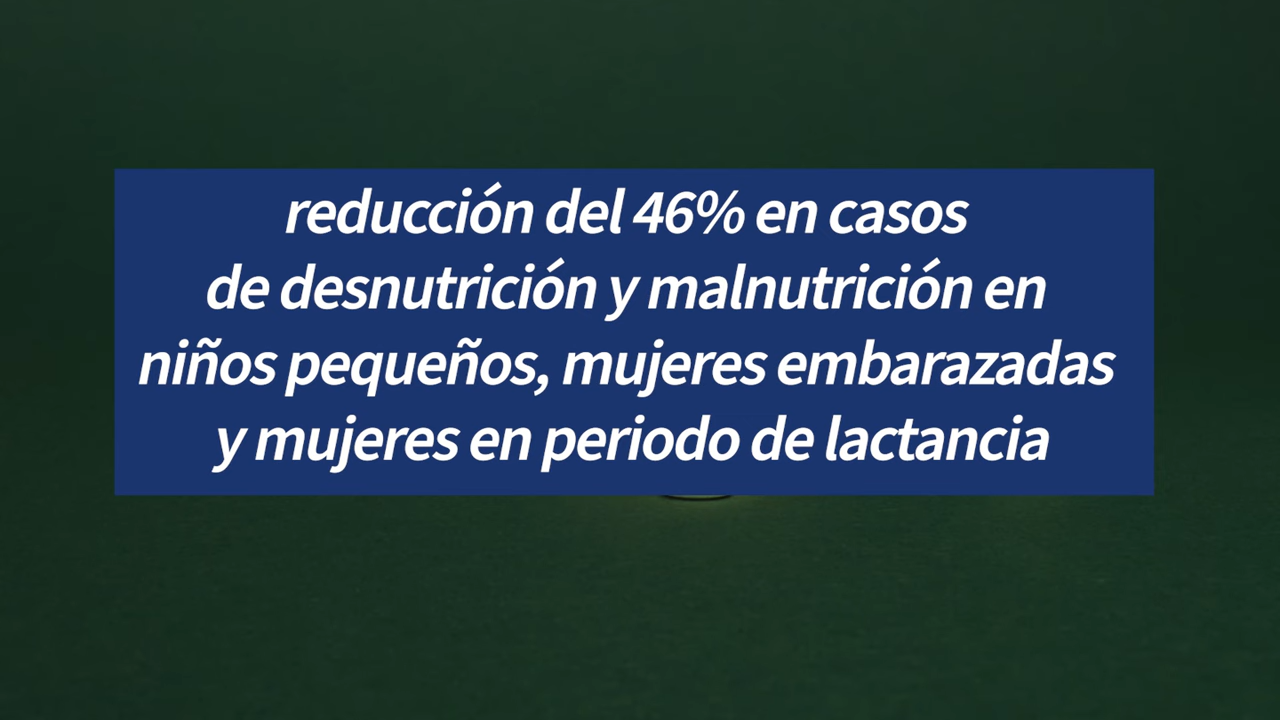 reducción del 46% en casos
de desnutrición y malnutrición en
niños pequeños, mujeres embarazadas
y mujeres en periodo de lactancia